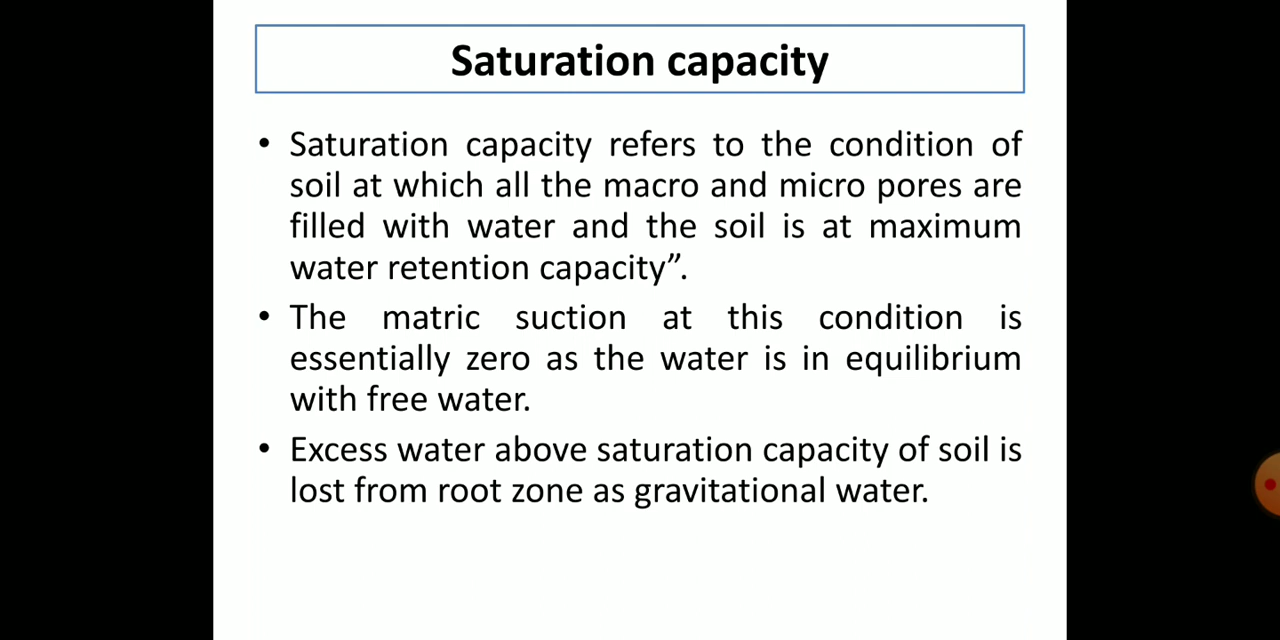 Saturation capacity
• Saturation capacity refers to the condition of
soil at which all the macro and micro pores are
filled with water and the soil is at maximum
water retention capacity”.
• The matric suction at this condition is
essentially zero as the water is in equilibrium
with free water.
• Excess water above saturation capacity of soil is
lost from root zone as gravitational water.